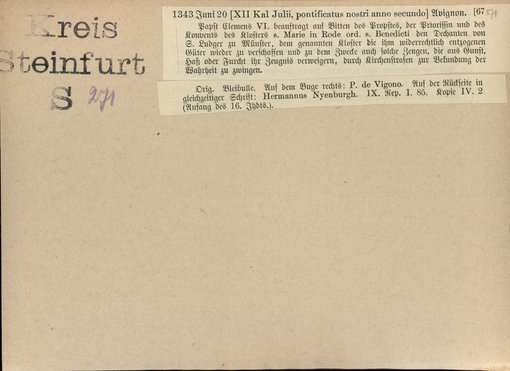 Kreis
Steinfurt
S 271
1343 Juni 20 [XII Kal Julii, pontificatus nostri anno secundo] Avignon. [67
271
Papst Clemens VI. beauftragt auf Bitten des Propstes, der Priorissin und des
Konvents des Klosters s. Marie in Rode ord. s. Benedicti den Dechanten von
S. Ludger zu Münster, dem genannten Kloster die ihm widerrechtlich entzogenen
Güter wieder zu verschaffen und zu dem Zwecke auch solche Zeugen, die aus Gunst,
Haß oder Furcht ihr Zeugnis verweigern, durch Kirchenstrafen zur Bekundung der
Wahrheit zu zwingen.
Orig. Bleibulle. Auf dem Buge rechts: P. de Vigono. Auf der Rückseite in
gleichzeitiger Schrift: Hermannus Nyenburgh. IX. Rep. I. 85. Kopie IV. 2
(Anfang des 16. Jhdts.).